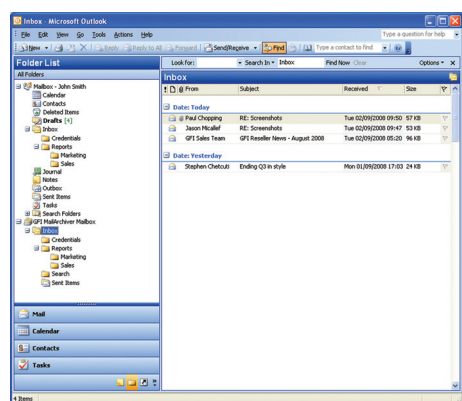 Inbox - Microsoft Outlook
File Edit View Go Tools Actions Help
Type a question for help
New Reply Reply to All Forward Send/Receive Find Type a contact to find
Folder List
Look for: Search In Inbox Find Now Clear Options
All Folders
Inbox
Mailbox - John Smith
Calendar
Contacts
Deleted Items
Drafts [4]
Inbox
Credentials
Reports
Marketing
Sales
Journal
Notes
Outbox
Sent Items
Tasks
Search Folders
GFI MailArchiver Mailbox
Inbox
Credentials
Reports
Marketing
Sales
Search
Sent Items
From Subject Received Size
Date: Today
Paul Chopping RE: Screenshots Tue 02/09/2008 09:50 57 KB
Jason Micallef RE: Screenshots Tue 02/09/2008 09:47 53 KB
GFI Sales Team GFI Reseller News - August 2008 Tue 02/09/2008 05:20 96 KB
Date: Yesterday
Stephen Chetcuti Ending Q3 in style Mon 01/09/2008 17:03 24 KB
Mail
Calendar
Contacts
Tasks
4 Items